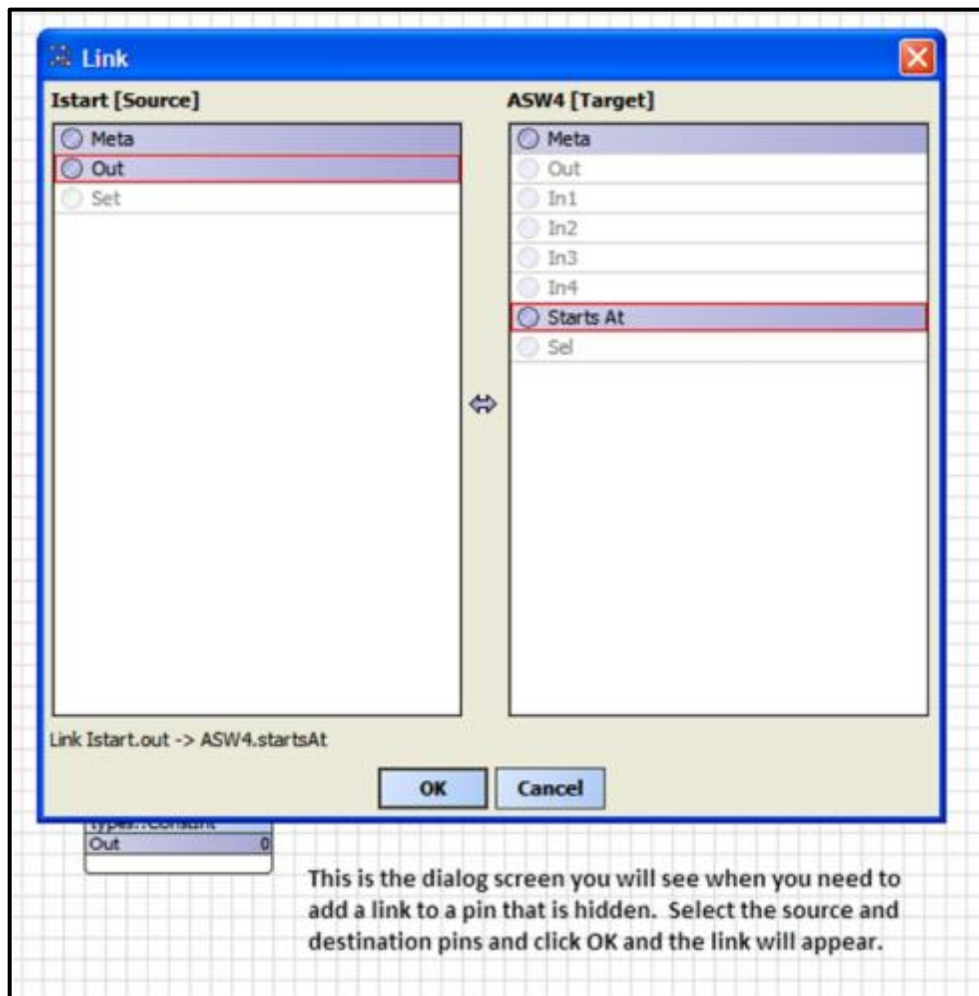 Link
Istart [Source]
ASW4 [Target]
Meta
Out
Set
Meta
Out
In1
In2
In3
In4
Starts At
Sel
Link Istart.out -> ASW4.startsAt
OK
Cancel
types::ConstInt
Out 0
This is the dialog screen you will see when you need to
add a link to a pin that is hidden.  Select the source and
destination pins and click OK and the link will appear.